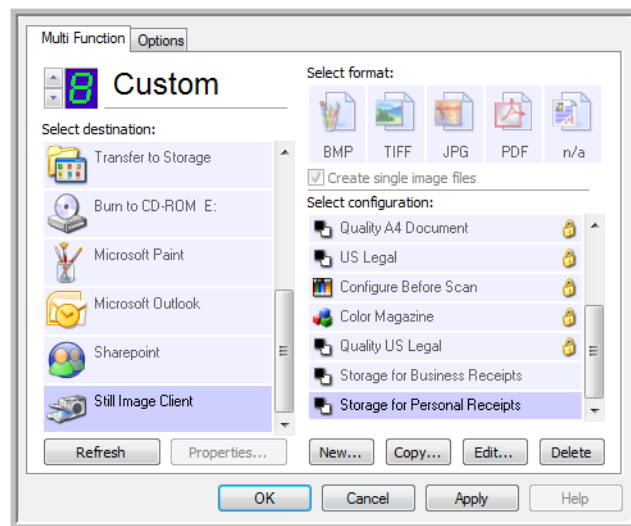 Multi Function
Options
8
Custom
Select destination:
Transfer to Storage
Burn to CD-ROM E:
Microsoft Paint
Microsoft Outlook
Sharepoint
Still Image Client
Refresh
Properties...
Select format:
BMP
TIFF
JPG
PDF
n/a
Create single image files
Select configuration:
Quality A4 Document
US Legal
Configure Before Scan
Color Magazine
Quality US Legal
Storage for Business Receipts
Storage for Personal Receipts
New...
Copy...
Edit...
Delete
OK
Cancel
Apply
Help